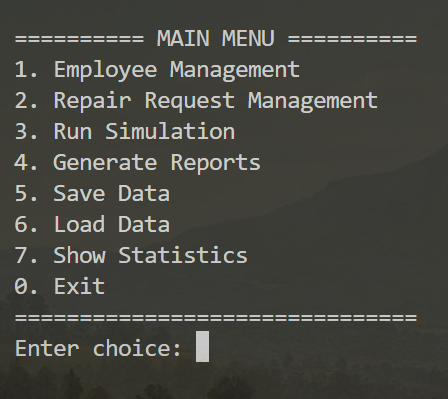 ========== MAIN MENU ==========
1. Employee Management
2. Repair Request Management
3. Run Simulation
4. Generate Reports
5. Save Data
6. Load Data
7. Show Statistics
0. Exit
===============================
Enter choice: